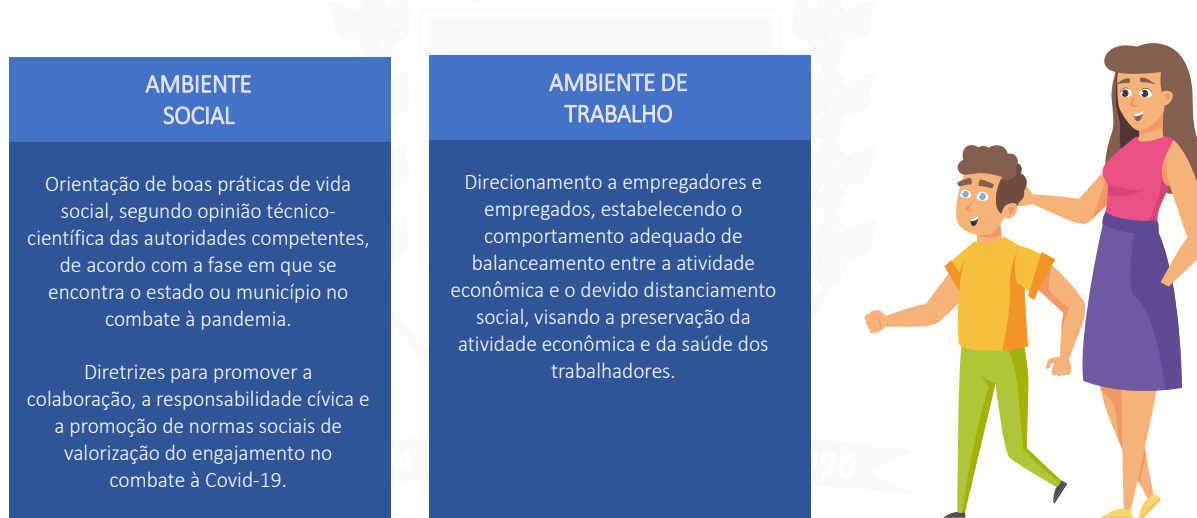 AMBIENTE
SOCIAL
Orientação de boas práticas de vida
social, segundo opinião técnico-
científica das autoridades competentes,
de acordo com a fase em que se
encontra o estado ou município no
combate à pandemia.
Diretrizes para promover a
colaboração, a responsabilidade cívica e
a promoção de normas sociais de
valorização do engajamento no
combate à Covid-19.
AMBIENTE DE
TRABALHO
Direcionamento a empregadores e
empregados, estabelecendo o
comportamento adequado de
balanceamento entre a atividade
econômica e o devido distanciamento
social, visando a preservação da
atividade econômica e da saúde dos
trabalhadores.